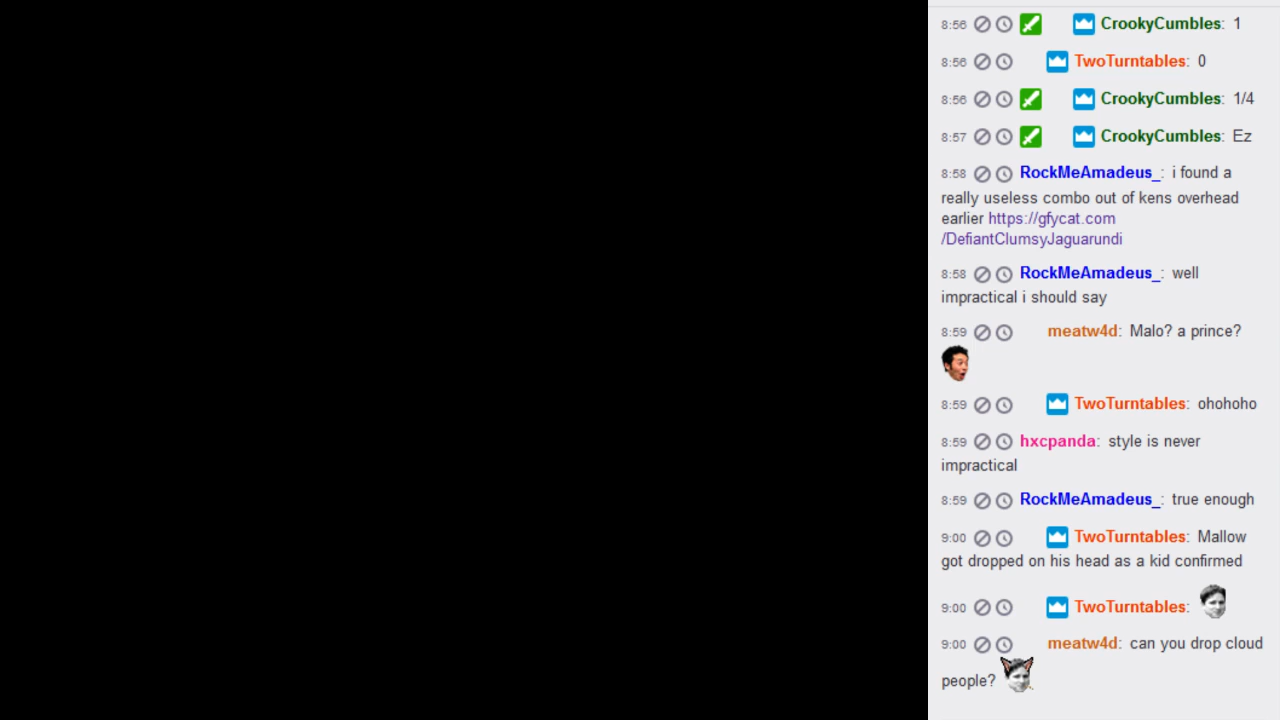 8:56 CrookyCumbles: 1
8:56 TwoTurntables: 0
8:56 CrookyCumbles: 1/4
8:57 CrookyCumbles: Ez
8:58 RockMeAmadeus_: i found a
really useless combo out of kens overhead
earlier https://gfycat.com
/DefiantClumsyJaguarundi
8:58 RockMeAmadeus_: well
impractical i should say
8:59 meatw4d: Malo? a prince?
8:59 TwoTurntables: ohohoho
8:59 hxcpanda: style is never
impractical
8:59 RockMeAmadeus_: true enough
9:00 TwoTurntables: Mallow
got dropped on his head as a kid confirmed
9:00 TwoTurntables:
9:00 meatw4d: can you drop cloud
people?